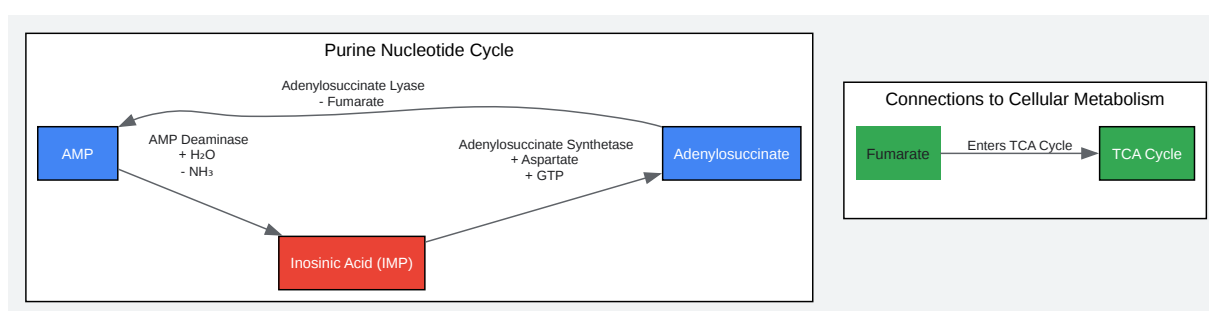 Purine Nucleotide Cycle
Adenylosuccinate Lyase
- Fumarate
AMP
AMP Deaminase
+ H₂O
- NH₃
Adenylosuccinate Synthetase
+ Aspartate
+ GTP
Adenylosuccinate
Inosinic Acid (IMP)
Connections to Cellular Metabolism
Fumarate
Enters TCA Cycle
TCA Cycle